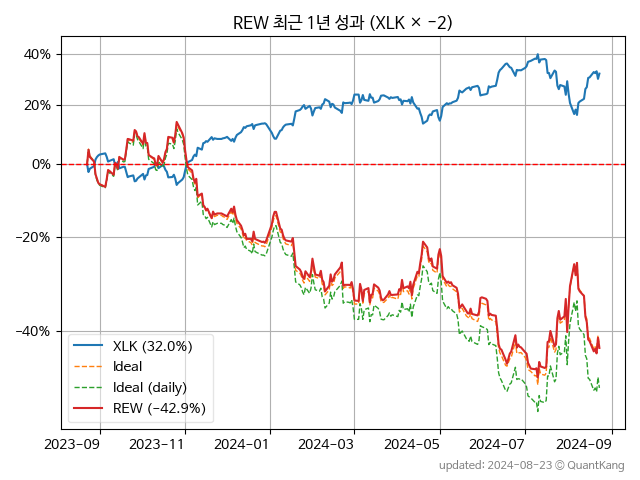 REW 최근 1년 성과 (XLK × −2)
40%
20%
0%
−20%
−40%
XLK (32.0%)
Ideal
Ideal (daily)
REW (−42.9%)
2023-09 2023-11 2024-01 2024-03 2024-05 2024-07 2024-09
updated: 2024-08-23 ⓒ QuantKang